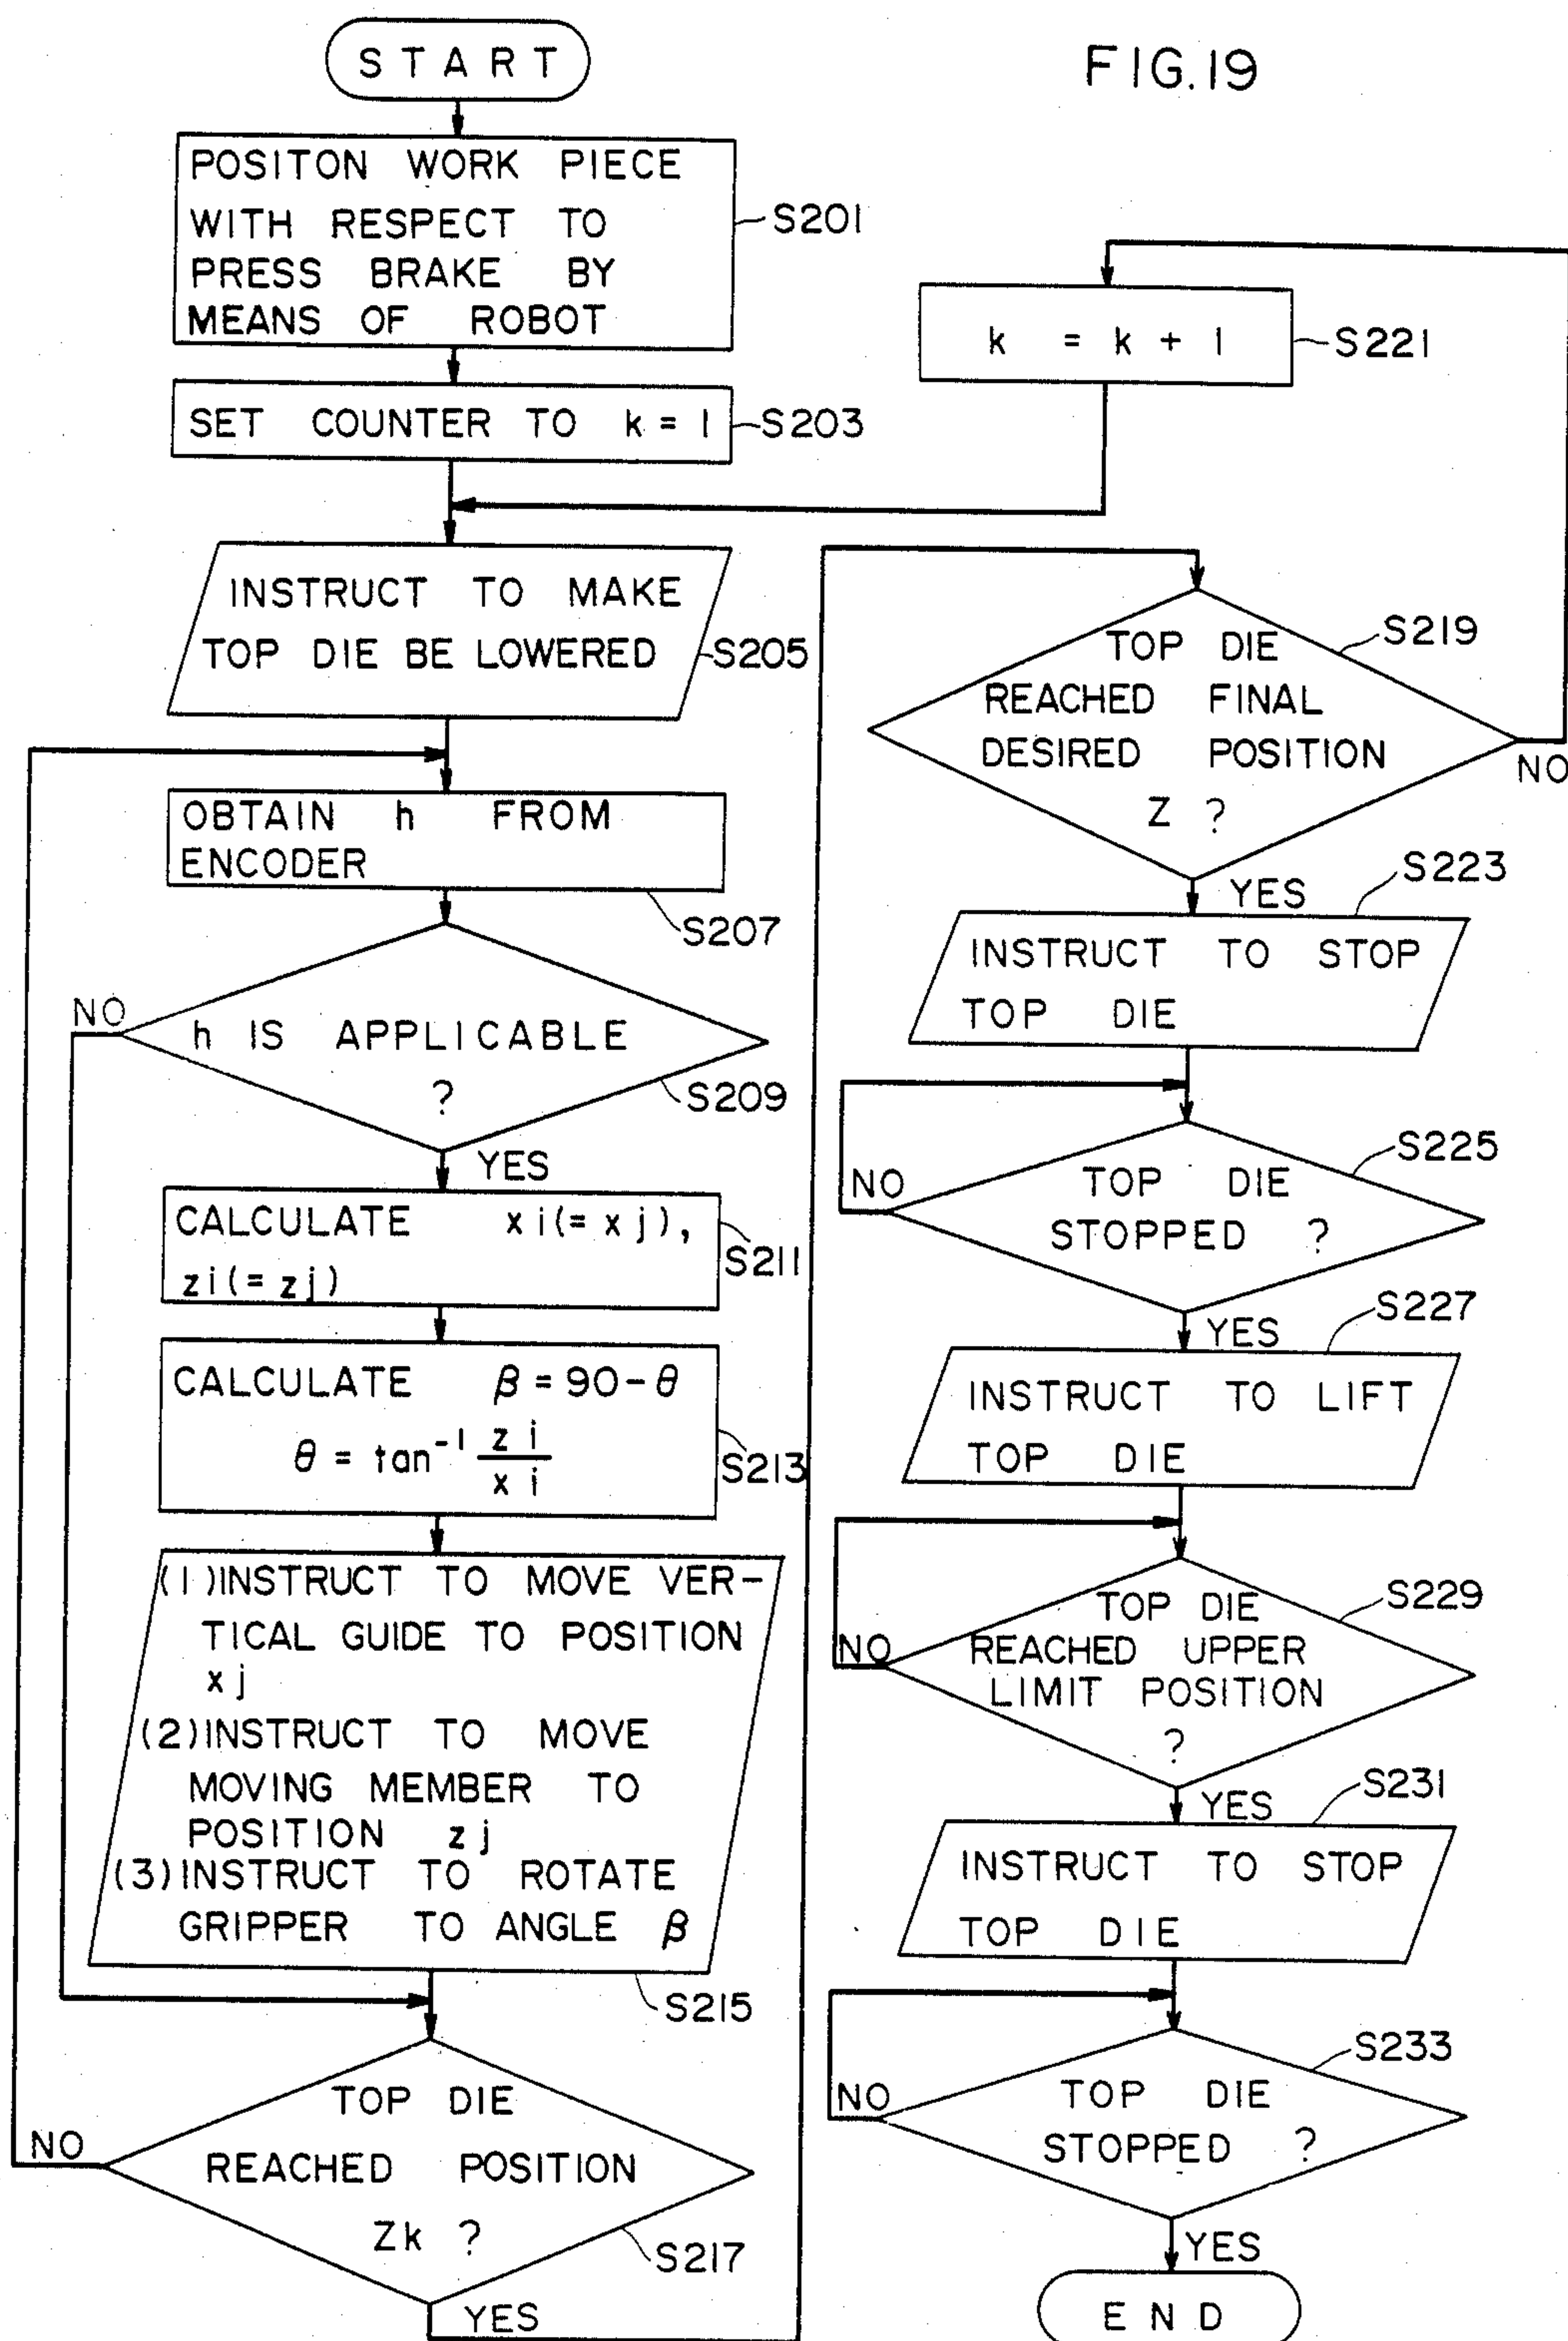 FIG.19
START
POSITON WORK PIECE
WITH RESPECT TO
PRESS BRAKE BY
MEANS OF ROBOT
S201
SET COUNTER TO k = 1
S203
INSTRUCT TO MAKE
TOP DIE BE LOWERED
S205
OBTAIN h FROM
ENCODER
S207
h IS APPLICABLE
?
S209
NO
YES
CALCULATE xi(= xj),
zi(= zj)
S211
CALCULATE β = 90 - θ
θ = tan⁻¹ zi/xi
S213
(1)INSTRUCT TO MOVE VER-
TICAL GUIDE TO POSITION
xj
(2)INSTRUCT TO MOVE
MOVING MEMBER TO
POSITION zj
(3)INSTRUCT TO ROTATE
GRIPPER TO ANGLE β
S215
TOP DIE
REACHED POSITION
Zk ?
S217
NO
YES
k = k + 1
S221
TOP DIE
REACHED FINAL
DESIRED POSITION
Z ?
S219
NO
YES
S223
INSTRUCT TO STOP
TOP DIE
S225
TOP DIE
STOPPED ?
NO
YES
S227
INSTRUCT TO LIFT
TOP DIE
S229
TOP DIE
REACHED UPPER
LIMIT POSITION
?
NO
YES
S231
INSTRUCT TO STOP
TOP DIE
S233
TOP DIE
STOPPED ?
NO
YES
END